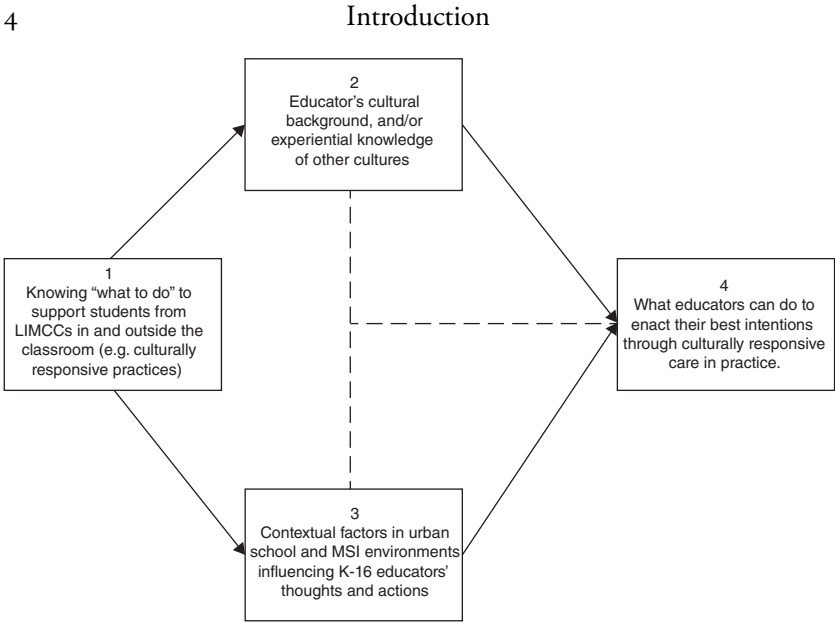 4
Introduction
2
Educator's cultural
background, and/or
experiential knowledge
of other cultures
1
Knowing "what to do" to
support students from
LIMCCs in and outside the
classroom (e.g. culturally
responsive practices)
4
What educators can do to
enact their best intentions
through culturally responsive
care in practice.
3
Contextual factors in urban
school and MSI environments
influencing K-16 educators'
thoughts and actions